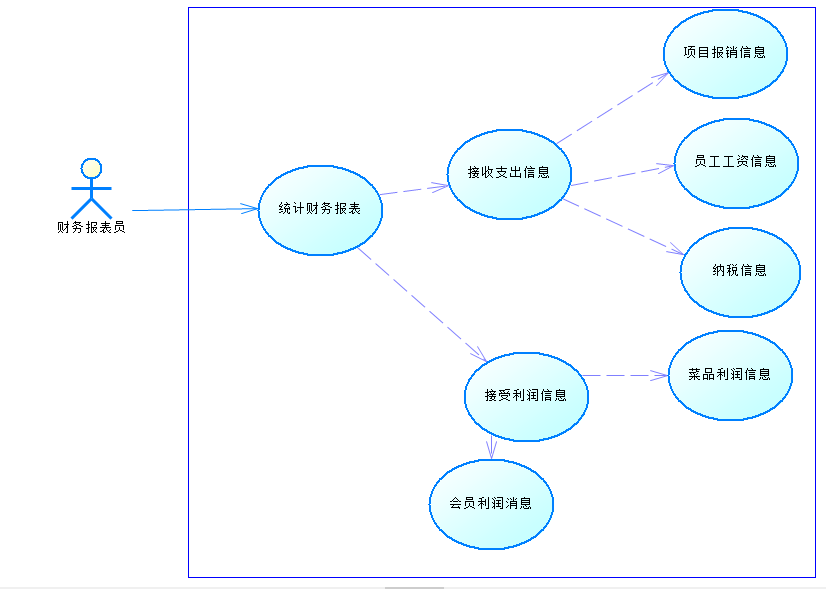 项目报销信息
员工工资信息
接收支出信息
统计财务报表
财务报表员
纳税信息
菜品利润信息
接受利润信息
会员利润消息